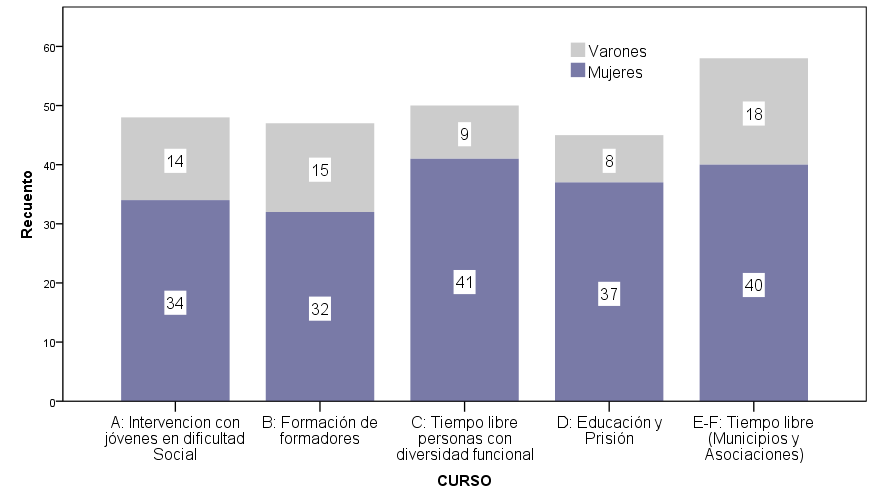 Varones
Mujeres
60
50
40
30
20
10
0
Recuento
14
15
9
8
18
34
32
41
37
40
A: Intervencion con
jóvenes en dificultad
Social
B: Formación de
formadores
C: Tiempo libre
personas con
diversidad funcional
D: Educación y
Prisión
E-F: Tiempo libre
(Municipios y
Asociaciones)
CURSO